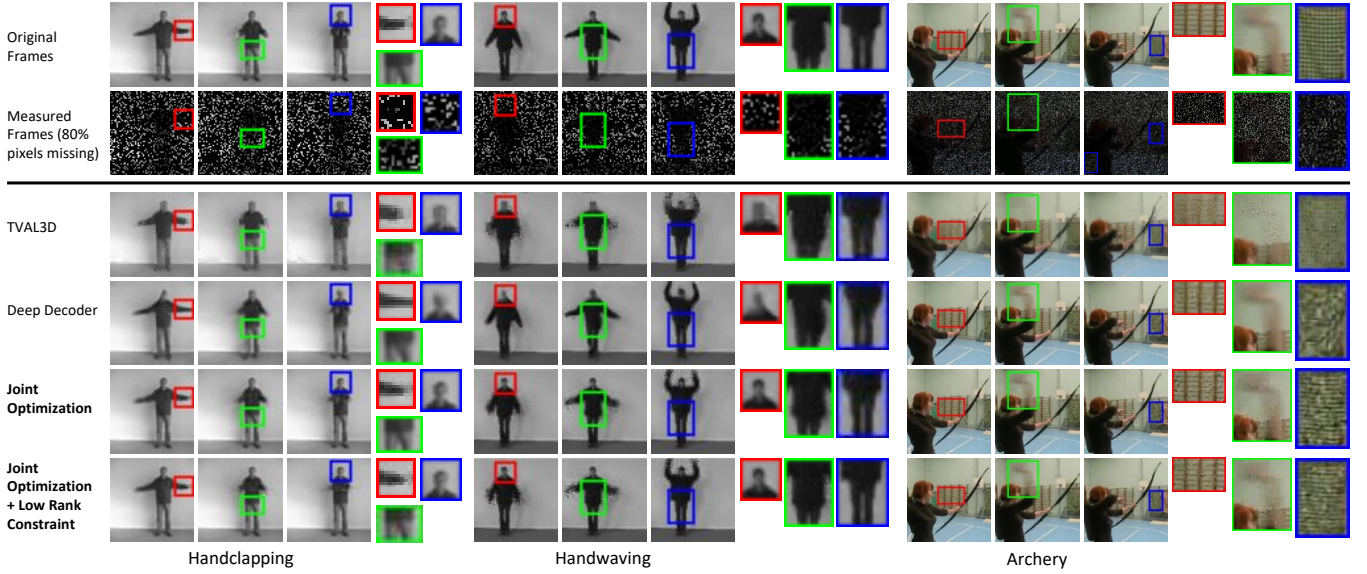 Original
Frames
Measured
Frames (80%
pixels missing)
TVAL3D
Deep Decoder
Joint
Optimization
Joint
Optimization
+ Low Rank
Constraint
Handclapping
Handwaving
Archery